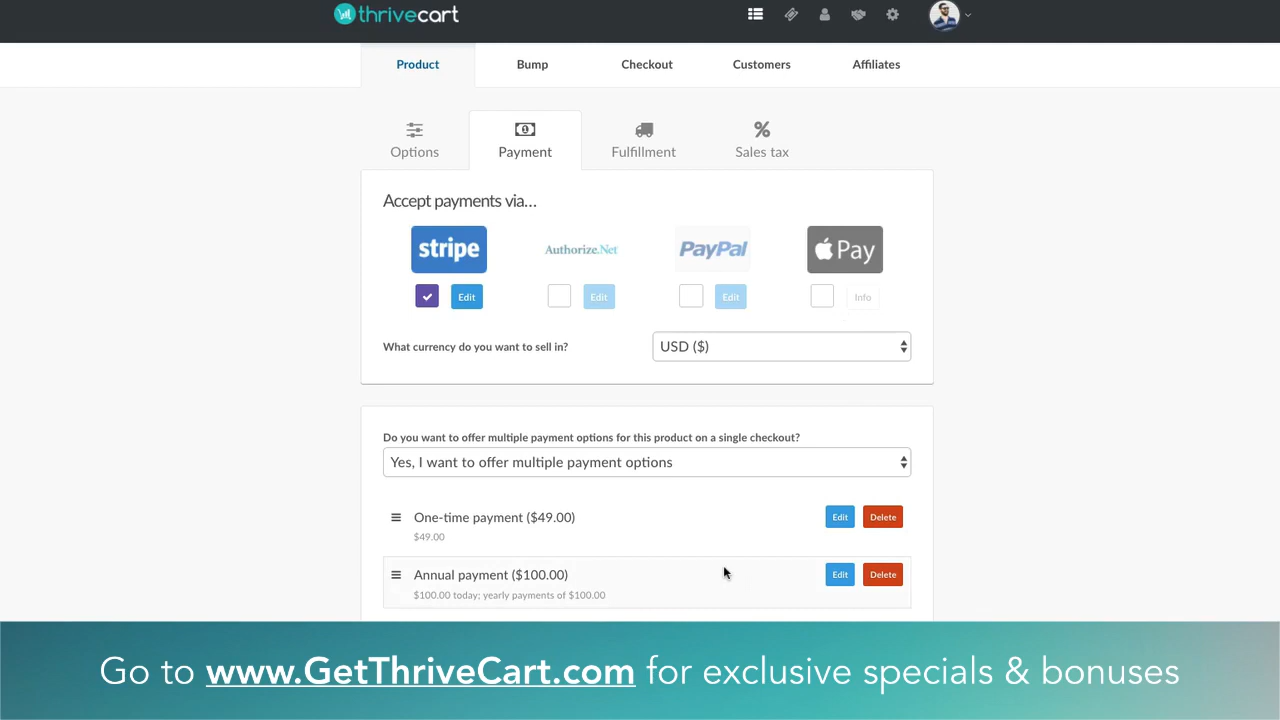 thrivecart
Product Bump Checkout Customers Affiliates
Options Payment Fulfillment Sales tax
Accept payments via...
stripe Authorize.Net PayPal Pay
Edit Edit Edit Info
What currency do you want to sell in? USD ($)
Do you want to offer multiple payment options for this product on a single checkout?
Yes, I want to offer multiple payment options
One-time payment ($49.00) Edit Delete
$49.00
Annual payment ($100.00) Edit Delete
$100.00 today; yearly payments of $100.00
Go to www.GetThriveCart.com for exclusive specials & bonuses